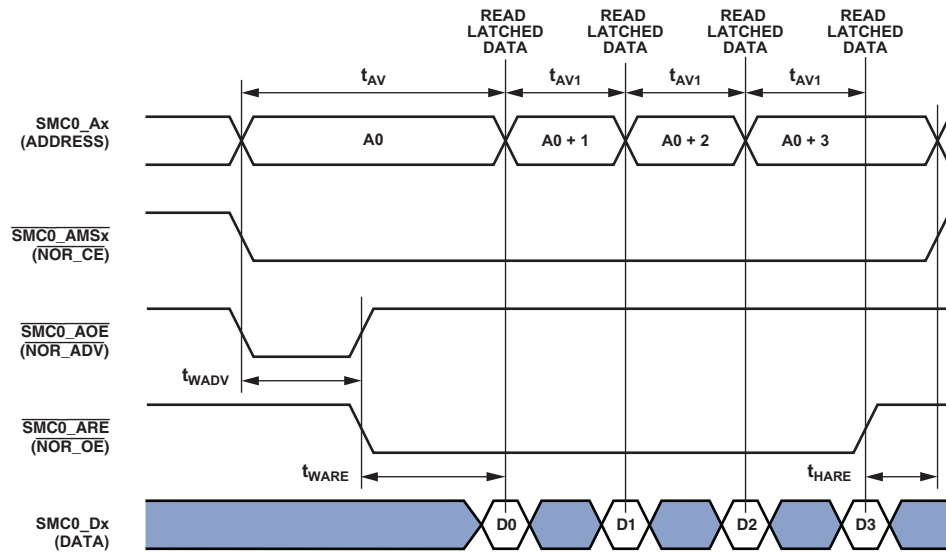 READ
LATCHED
DATA
READ
LATCHED
DATA
READ
LATCHED
DATA
READ
LATCHED
DATA
tAV
tAV1
tAV1
tAV1
SMC0_Ax
(ADDRESS)
A0
A0 + 1
A0 + 2
A0 + 3
SMC0_AMSx
(NOR_CE)
SMC0_AOE
(NOR_ADV)
tWADV
SMC0_ARE
(NOR_OE)
tWARE
tHARE
SMC0_Dx
(DATA)
D0
D1
D2
D3